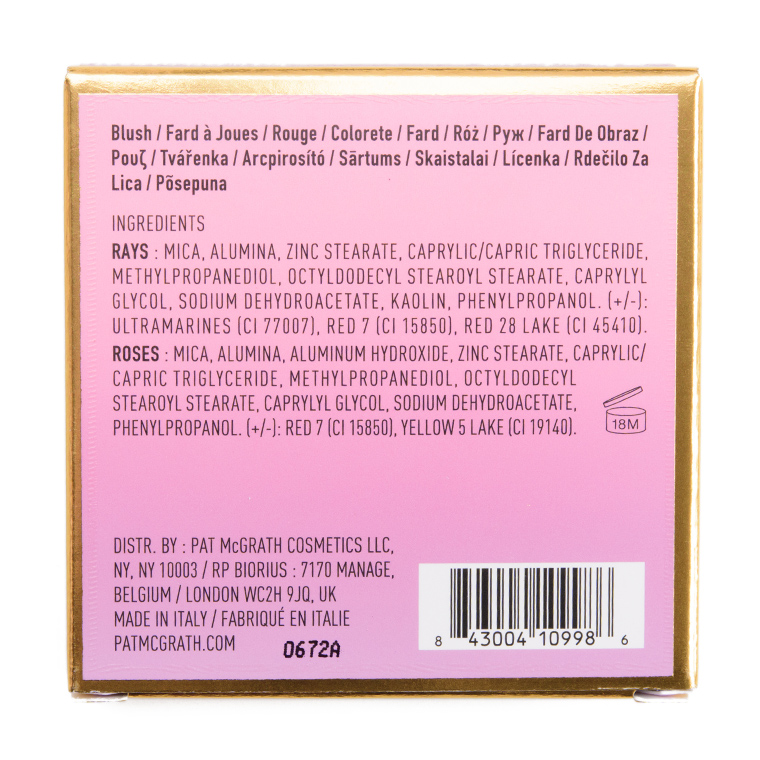 Blush / Fard à Joues / Rouge / Colorete / Fard / Róż / Руж / Fard De Obraz /
Ρουζ / Tvářenka / Arcpirosító / Sārtums / Skaistalai / Lícenka / Rdečilo Za
Lica / Põsepuna
INGREDIENTS
RAYS : MICA, ALUMINA, ZINC STEARATE, CAPRYLIC/CAPRIC TRIGLYCERIDE,
METHYLPROPANEDIOL, OCTYLDODECYL STEAROYL STEARATE, CAPRYLYL
GLYCOL, SODIUM DEHYDROACETATE, KAOLIN, PHENYLPROPANOL. (+/-):
ULTRAMARINES (CI 77007), RED 7 (CI 15850), RED 28 LAKE (CI 45410).
ROSES : MICA, ALUMINA, ALUMINUM HYDROXIDE, ZINC STEARATE, CAPRYLIC/
CAPRIC TRIGLYCERIDE, METHYLPROPANEDIOL, OCTYLDODECYL
STEAROYL STEARATE, CAPRYLYL GLYCOL, SODIUM DEHYDROACETATE,
PHENYLPROPANOL. (+/-): RED 7 (CI 15850), YELLOW 5 LAKE (CI 19140).
18M
DISTR. BY : PAT McGRATH COSMETICS LLC,
NY, NY 10003 / RP BIORIUS : 7170 MANAGE,
BELGIUM / LONDON WC2H 9JQ, UK
MADE IN ITALY / FABRIQUÉ EN ITALIE
PATMCGRATH.COM
0672A
8 43004 10998 6